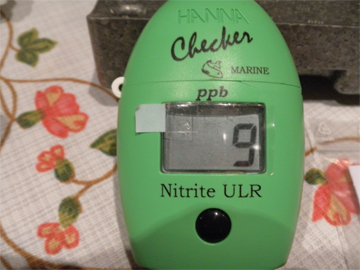 HANNA
Checker
MARINE
ppb
9
Nitrite ULR